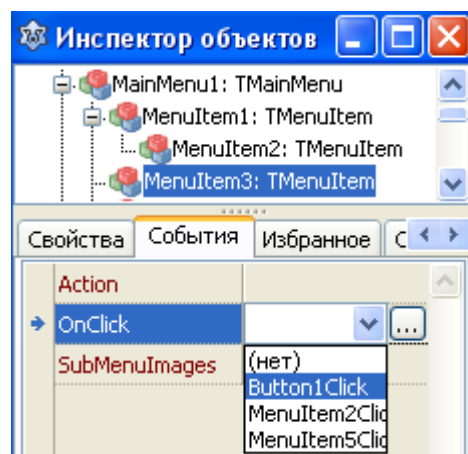 Инспектор объектов
MainMenu1: TMainMenu
MenuItem1: TMenuItem
MenuItem2: TMenuItem
MenuItem3: TMenuItem
Свойства События Избранное С
Action
OnClick ...
SubMenuImages (нет)
Button1Click
MenuItem2Clic
MenuItem5Clic